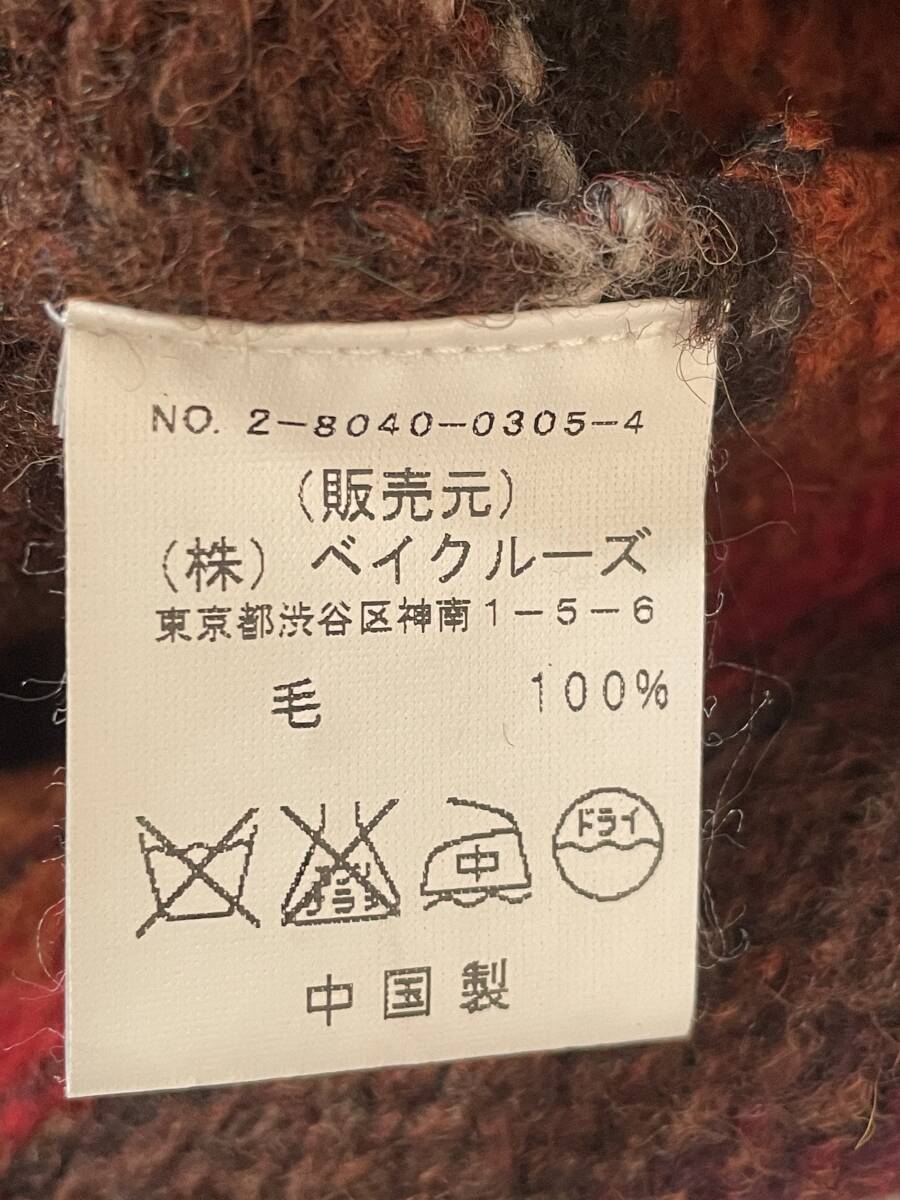 NO. 2-8040-0305-4
(販売元)
(株) ベイクルーズ
東京都渋谷区神南1-5-6
毛 100%
中 ドライ
中国製